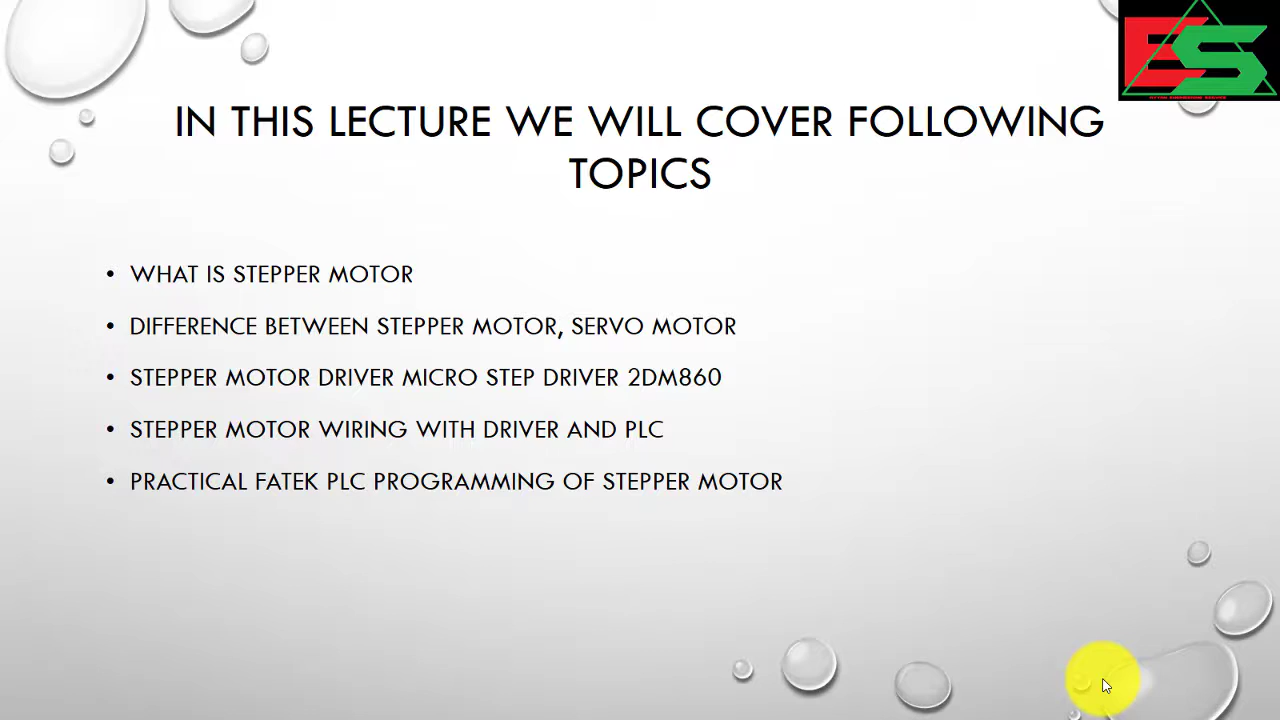 ES
IN THIS LECTURE WE WILL COVER FOLLOWING
TOPICS
• WHAT IS STEPPER MOTOR
• DIFFERENCE BETWEEN STEPPER MOTOR, SERVO MOTOR
• STEPPER MOTOR DRIVER MICRO STEP DRIVER 2DM860
• STEPPER MOTOR WIRING WITH DRIVER AND PLC
• PRACTICAL FATEK PLC PROGRAMMING OF STEPPER MOTOR